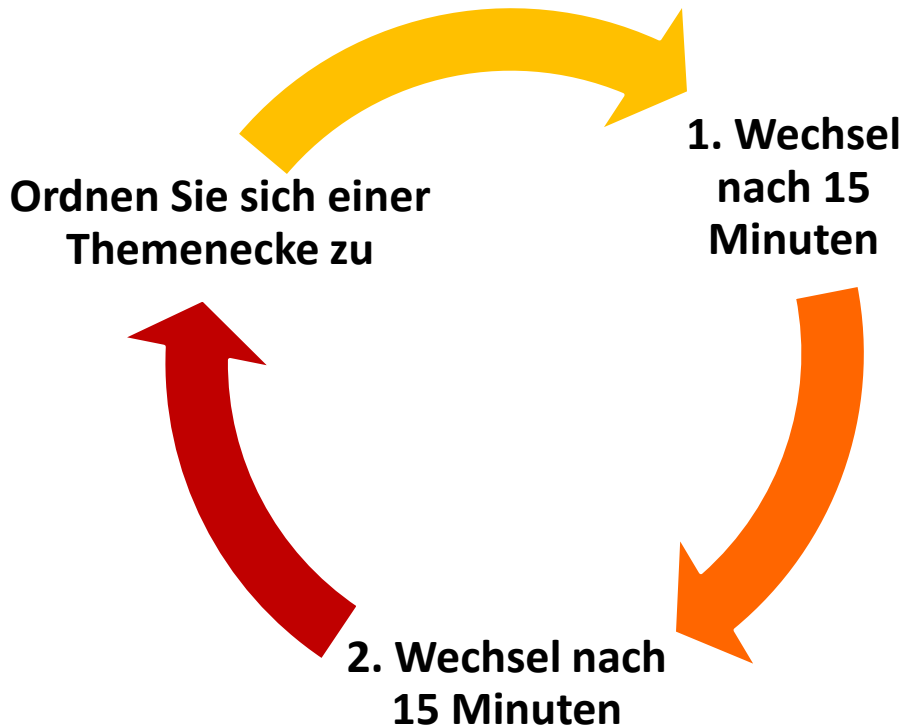 Ordnen Sie sich einer
Themenecke zu
1. Wechsel
nach 15
Minuten
2. Wechsel nach
15 Minuten